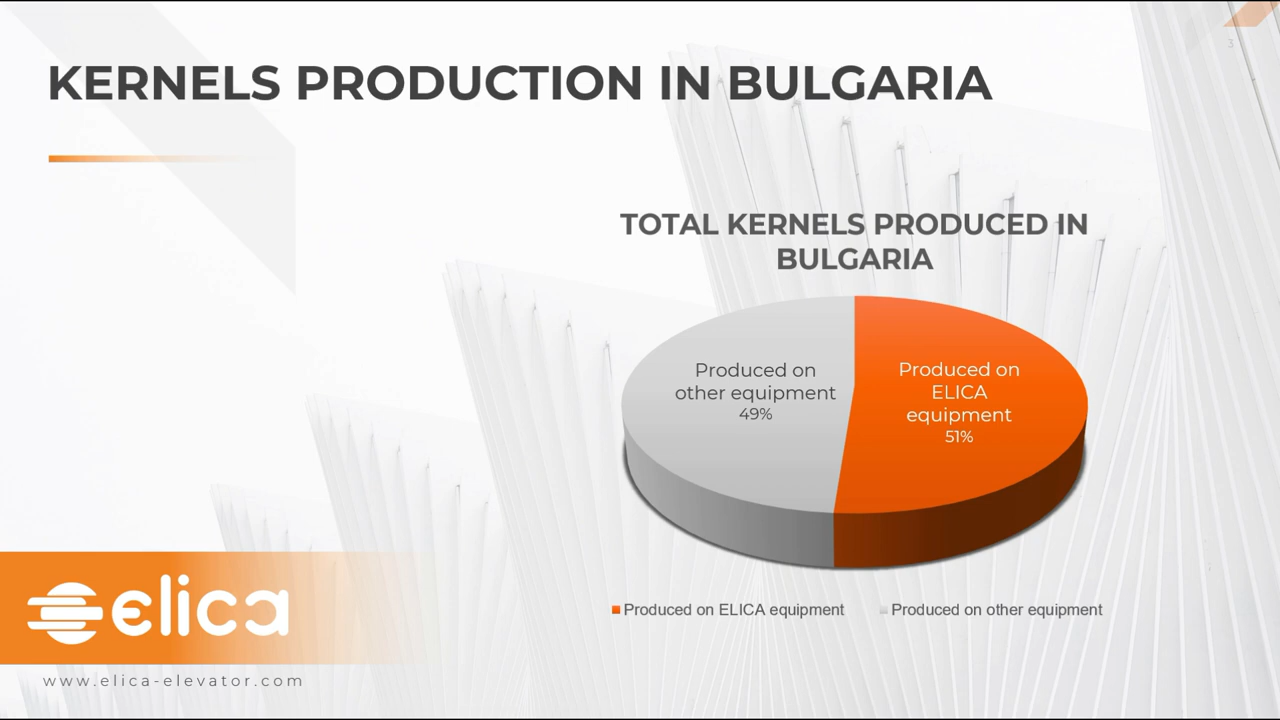 3
KERNELS PRODUCTION IN BULGARIA
TOTAL KERNELS PRODUCED IN
BULGARIA
Produced on
other equipment
49%
Produced on
ELICA
equipment
51%
Produced on ELICA equipment
Produced on other equipment
elica
www.elica-elevator.com